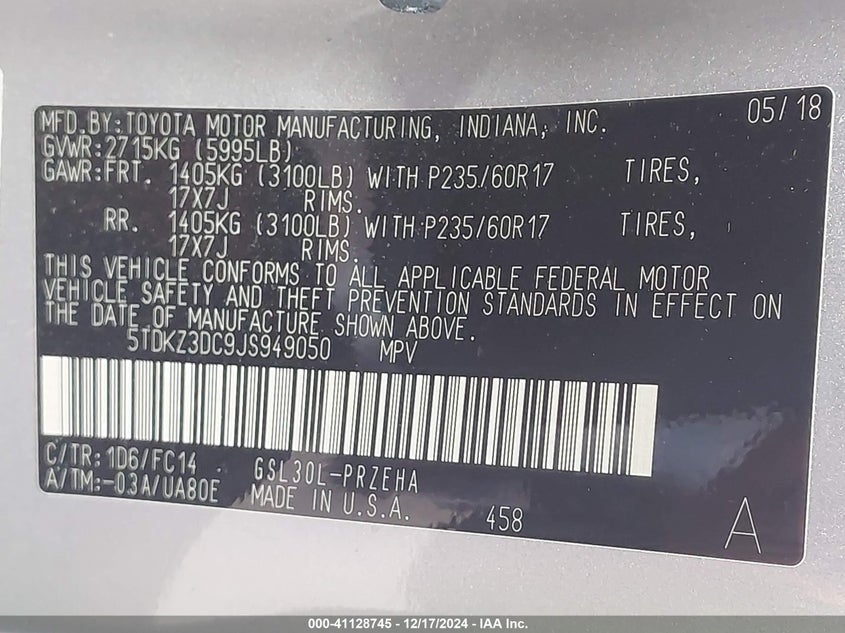 MFD.BY:TOYOTA MOTOR MANUFACTURING, INDIANA, INC. 05/18
GVWR:2715KG (5995LB)
GAWR:FRT. 1405KG (3100LB) WITH P235/60R17 TIRES,
17X7J RIMS.
RR. 1405KG (3100LB) WITH P235/60R17 TIRES,
17X7J RIMS.
THIS VEHICLE CONFORMS TO ALL APPLICABLE FEDERAL MOTOR
VEHICLE SAFETY AND THEFT PREVENTION STANDARDS IN EFFECT ON
THE DATE OF MANUFACTURE SHOWN ABOVE.
5TDKZ3DC9JS949050 MPV
C/TR:1D6/FC14 GSL30L-PRZEHA
A/TM:-03A/UA80E MADE IN U.S.A. 458 A
000-41128745 - 12/17/2024 - IAA Inc.